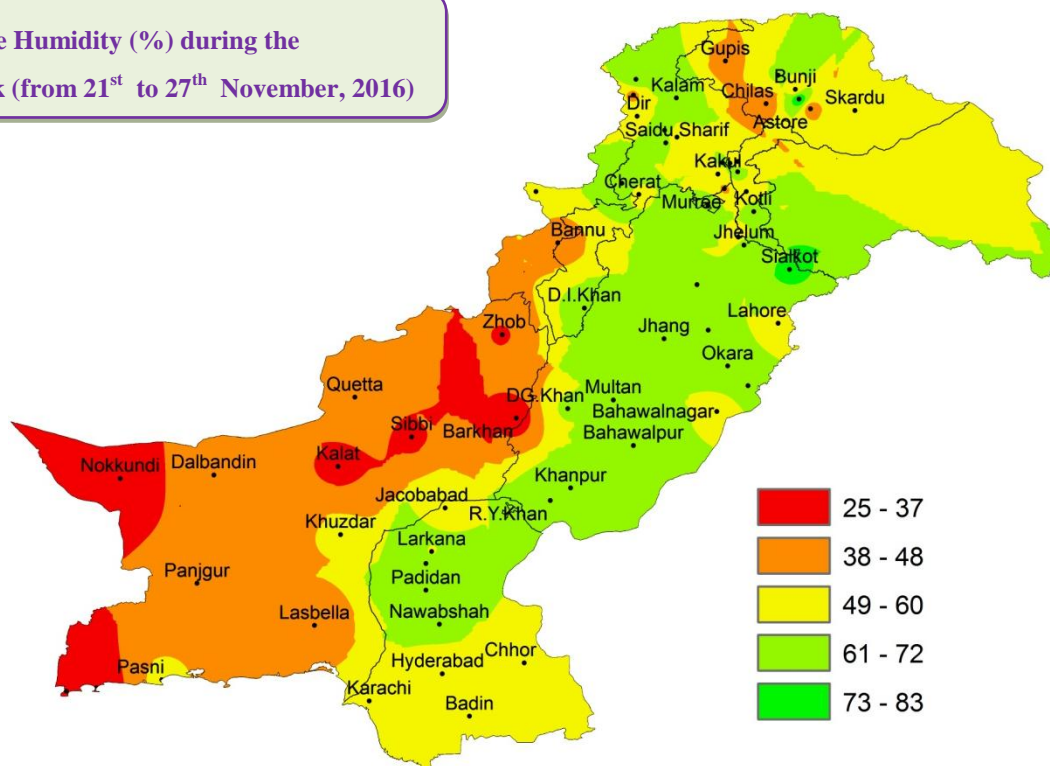 e Humidity (%) during the
k (from 21st to 27th November, 2016)
Gupis
Bunji
Kalam
Chilas
Skardu
Dir
Astore
Saidu Sharif
Kakul
Cherat
Murree
Kotli
Bannu
Jhelum
Sialkot
D.I.Khan
Zhob
Jhang
Lahore
Okara
Quetta
DG.Khan
Multan
Bahawalnagar
Sibbi
Barkhan
Bahawalpur
Kalat
Nokkundi
Dalbandin
Khanpur
Jacobabad
R.Y.Khan
Khuzdar
Larkana
Panjgur
Padidan
Lasbella
Nawabshah
Chhor
Pasni
Hyderabad
Karachi
Badin
25 - 37
38 - 48
49 - 60
61 - 72
73 - 83